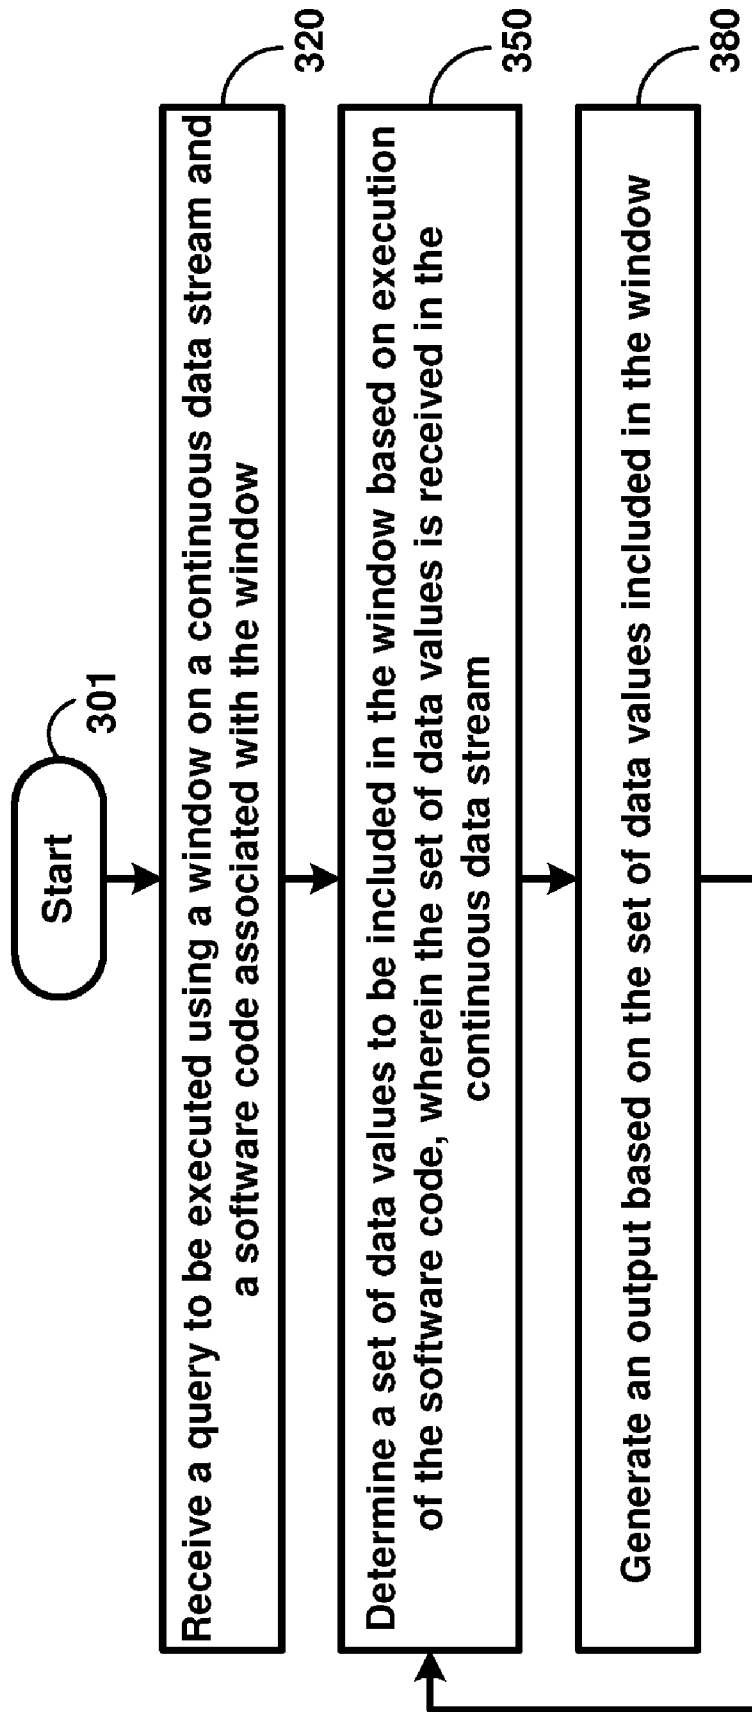 Start
301
Receive a query to be executed using a window on a continuous data stream and
a software code associated with the window
320
Determine a set of data values to be included in the window based on execution
of the software code, wherein the set of data values is received in the
continuous data stream
350
Generate an output based on the set of data values included in the window
380